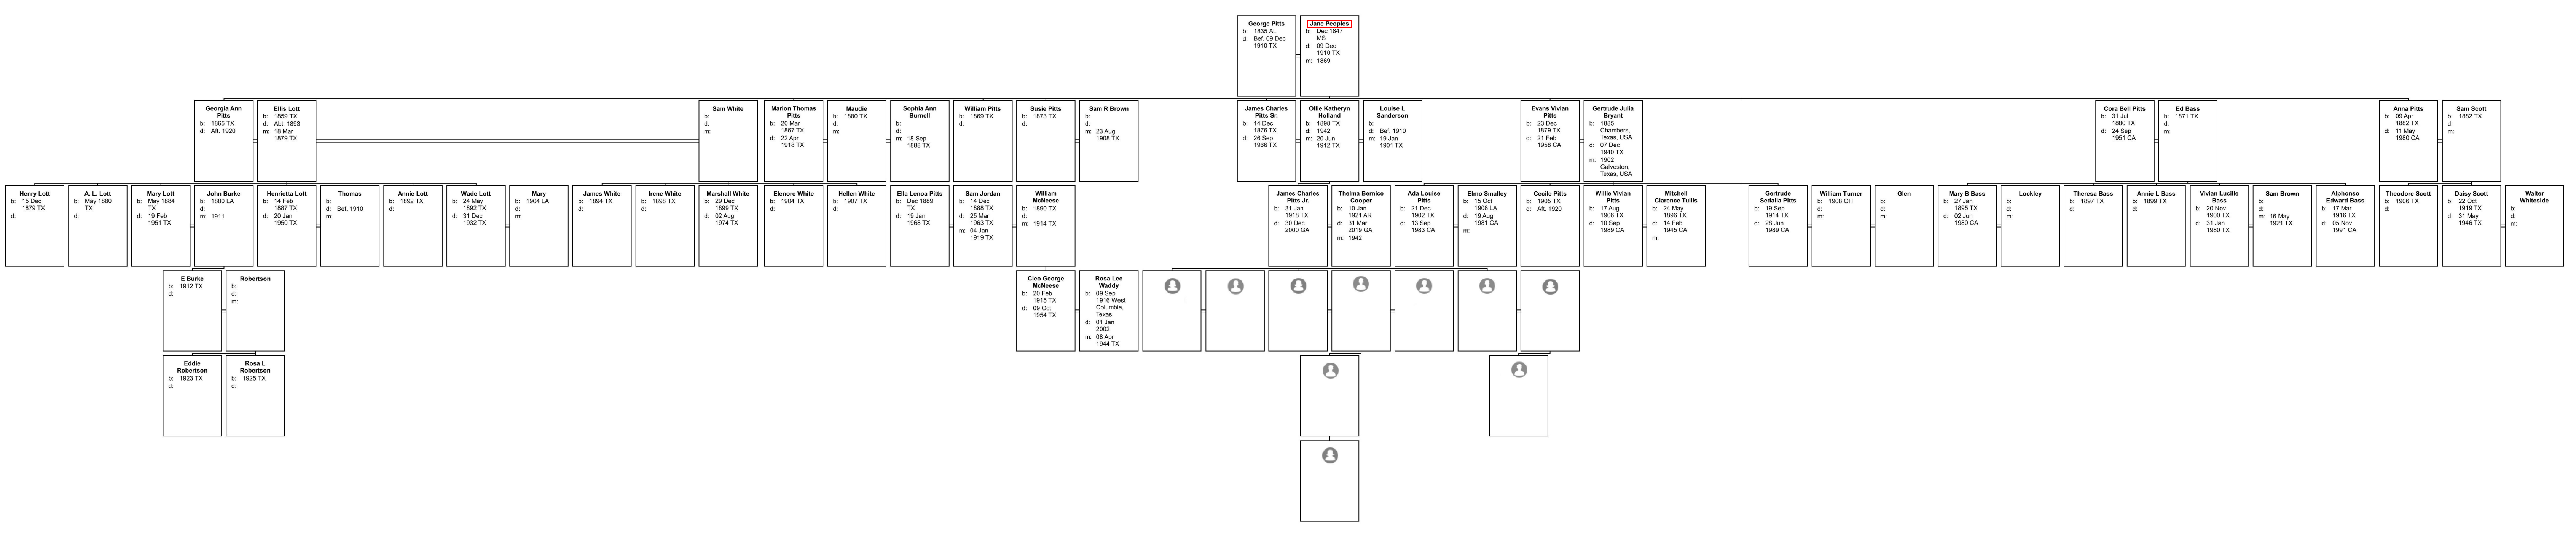 George Pitts
b: 1835 AL
d: Bef. 09 Dec
1910 TX
Jane Peoples
b: Dec 1847
MS
d: 09 Dec
1910 TX
m: 1869
Georgia Ann
Pitts
b: 1865 TX
d: Aft. 1920
Ellis Lott
b: 1859 TX
d: Abt. 1893
m: 18 Mar
1879 TX
Sam White
b:
d:
m:
Marion Thomas
Pitts
b: 20 Mar
1867 TX
d: 22 Apr
1918 TX
Maudie
b: 1880 TX
d:
m:
Sophia Ann
Burnell
b:
d:
m: 18 Sep
1888 TX
William Pitts
b: 1869 TX
d:
Susie Pitts
b: 1873 TX
d:
Sam R Brown
b:
d:
m: 23 Aug
1908 TX
James Charles
Pitts Sr.
b: 14 Dec
1876 TX
d: 26 Sep
1966 TX
Ollie Katheryn
Holland
b: 1898 TX
d: 1942
m: 20 Jun
1912 TX
Louise L
Sanderson
b:
d: Bef. 1910
m: 19 Jan
1901 TX
Evans Vivian
Pitts
b: 23 Dec
1879 TX
d: 21 Feb
1958 CA
Gertrude Julia
Bryant
b: 1885
Chambers,
Texas, USA
d: 07 Dec
1940 TX
m: 1902
Galveston,
Texas, USA
Cora Bell Pitts
b: 31 Jul
1880 TX
d: 24 Sep
1951 CA
Ed Bass
b: 1871 TX
d:
m:
Anna Pitts
b: 09 Apr
1882 TX
d: 11 May
1980 CA
Sam Scott
b: 1882 TX
d:
m:
Henry Lott
b: 15 Dec
1879 TX
d:
A. L. Lott
b: May 1880
TX
d:
Mary Lott
b: May 1884
TX
d: 19 Feb
1951 TX
John Burke
b: 1880 LA
d:
m: 1911
Henrietta Lott
b: 14 Feb
1887 TX
d: 20 Jan
1950 TX
Thomas
b:
d: Bef. 1910
m:
Annie Lott
b: 1892 TX
d:
Wade Lott
b: 24 May
1892 TX
d: 31 Dec
1932 TX
Mary
b: 1904 LA
d:
m:
James White
b: 1894 TX
d:
Irene White
b: 1898 TX
d:
Marshall White
b: 29 Dec
1899 TX
d: 02 Aug
1974 TX
Elenore White
b: 1904 TX
d:
Hellen White
b: 1907 TX
d:
Ella Lenoa Pitts
b: Dec 1889
TX
d: 19 Jan
1968 TX
Sam Jordan
b: 14 Dec
1888 TX
d: 25 Mar
1963 TX
m: 04 Jan
1919 TX
William
McNeese
b: 1890 TX
d:
m: 1914 TX
James Charles
Pitts Jr.
b: 31 Jan
1918 TX
d: 30 Dec
2000 GA
Thelma Bernice
Cooper
b: 10 Jan
1921 AR
d: 31 Mar
2019 GA
m: 1942
Ada Louise
Pitts
b: 21 Dec
1902 TX
d: 13 Sep
1983 CA
Elmo Smalley
b: 15 Oct
1908 LA
d: 19 Aug
1981 CA
m:
Cecile Pitts
b: 1905 TX
d: Aft. 1920
Willie Vivian
Pitts
b: 17 Aug
1906 TX
d: 10 Sep
1989 CA
Mitchell
Clarence Tullis
b: 24 May
1896 TX
d: 14 Feb
1945 CA
m:
Gertrude
Sedalia Pitts
b: 19 Sep
1914 TX
d: 28 Jun
1989 CA
William Turner
b: 1908 OH
d:
m:
Glen
b:
d:
m:
Mary B Bass
b: 27 Jan
1895 TX
d: 02 Jun
1980 CA
Lockley
b:
d:
m:
Theresa Bass
b: 1897 TX
d:
Annie L Bass
b: 1899 TX
d:
Vivian Lucille
Bass
b: 20 Nov
1900 TX
d: 31 Jan
1980 TX
Sam Brown
b:
d:
m: 16 May
1921 TX
Alphonso
Edward Bass
b: 17 Mar
1916 TX
d: 05 Nov
1991 CA
Theodore Scott
b: 1906 TX
d:
Daisy Scott
b: 22 Oct
1919 TX
d: 31 May
1946 TX
Walter
Whiteside
b:
d:
m:
E Burke
b: 1912 TX
d:
Robertson
b:
d:
m:
Cleo George
McNeese
b: 20 Feb
1915 TX
d: 09 Oct
1954 TX
Rosa Lee
Waddy
b: 09 Sep
1916 West
Columbia,
Texas
d: 01 Jan
2002
m: 08 Apr
1944 TX
Eddie
Robertson
b: 1923 TX
d:
Rosa L
Robertson
b: 1925 TX
d: